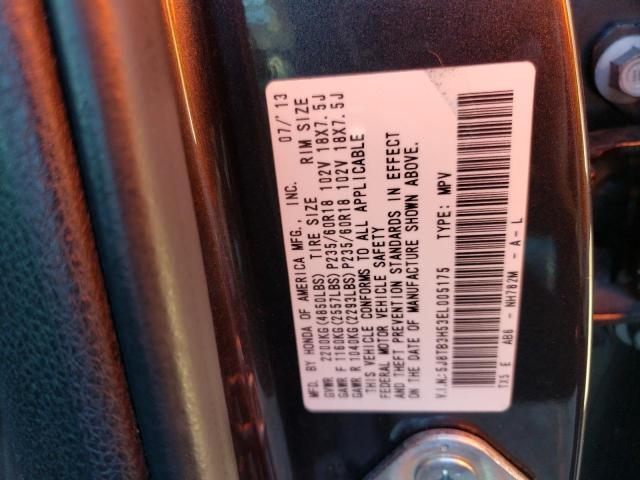 MFD. BY HONDA OF AMERICA MFG., INC. 07/'13
GVWR 2200KG(4850LBS) TIRE SIZE RIM SIZE
GAWR F 1160KG(2557LBS)P235/60R18 102V 18X7.5J
GAWR R 1040KG(2293LBS)P235/60R18 102V 18X7.5J
THIS VEHICLE CONFORMS TO ALL APPLICABLE
FEDERAL MOTOR VEHICLE SAFETY
AND THEFT PREVENTION STANDARDS IN EFFECT
ON THE DATE OF MANUFACTURE SHOWN ABOVE.
V.I.N.:5J8TB3H53EL005175 TYPE: MPV
TX5 E AB6 - NH782M - A - L